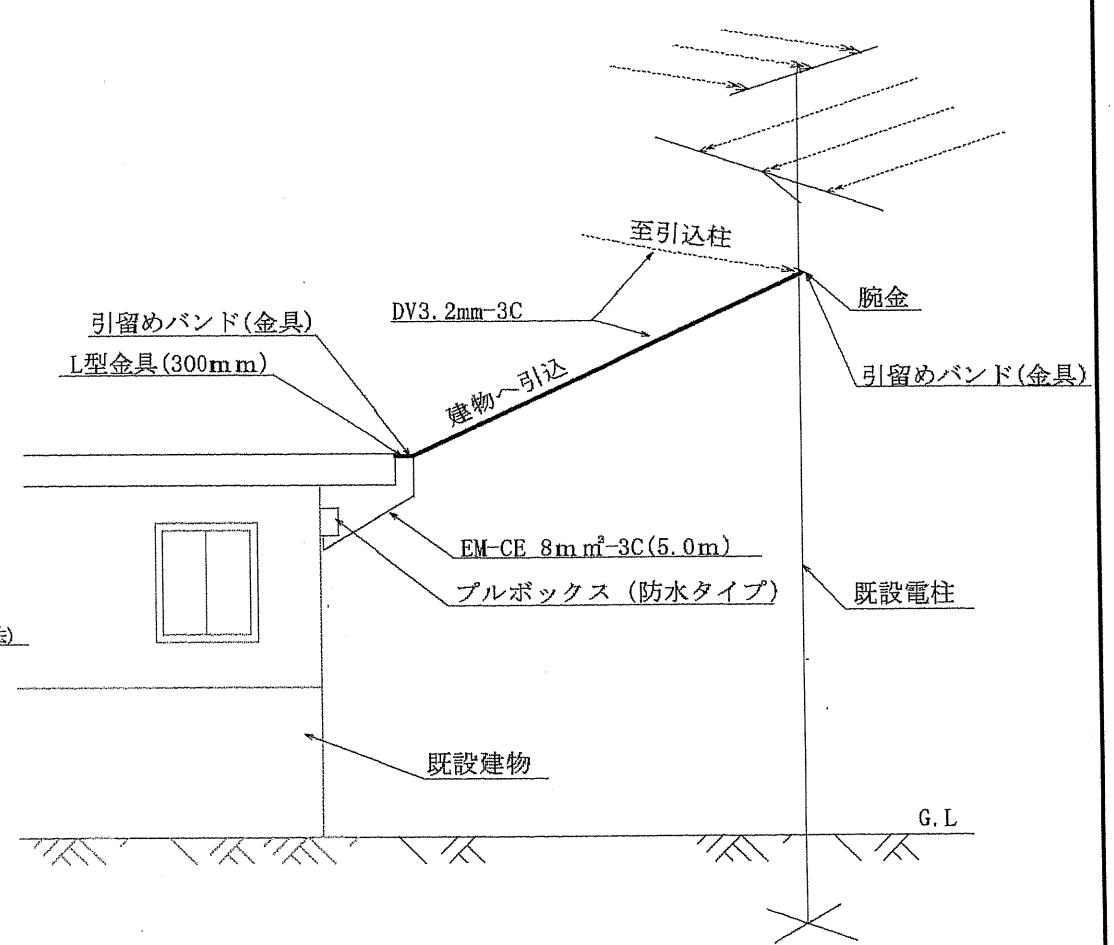 至引込柱
腕金
DV3.2mm-3C
引留めバンド(金具)
L型金具(300mm)
引留めバンド(金具)
建物へ引込
EM-CE 8mm²-3C(5.0m)
プルボックス (防水タイプ)
既設電柱
既設建物
G.L